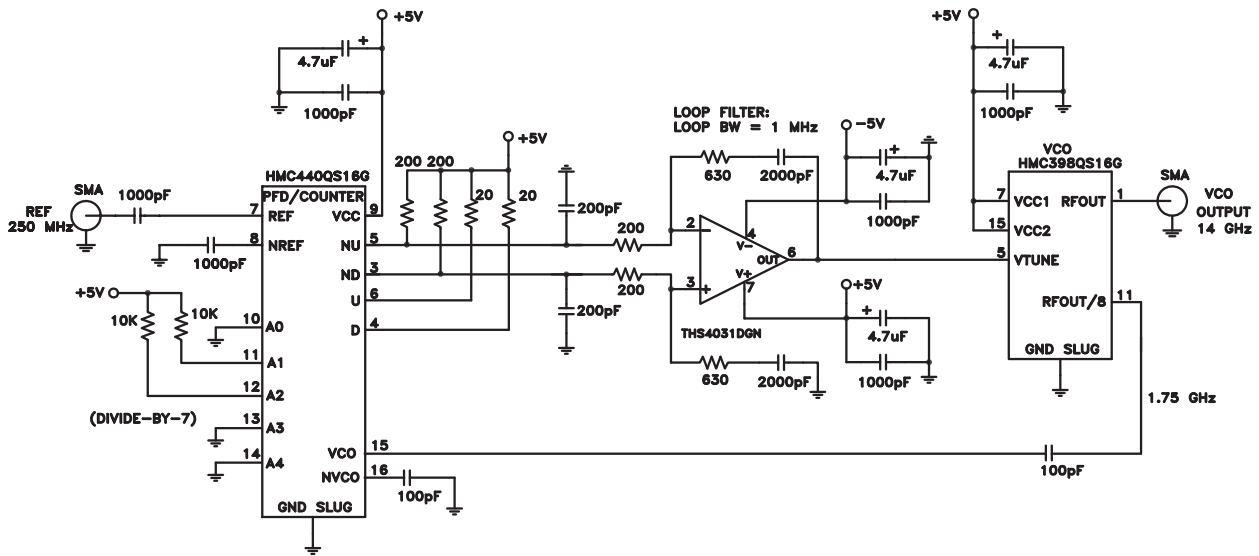 +5V
4.7uF
+
1000pF
HMC440QS16G
PFD/COUNTER
SMA
1000pF
REF
250 MHz
7
REF
VCC
9
8
NREF
1000pF
NU
5
ND
3
U
6
D
4
+5V
10K
10K
10
A0
11
A1
12
A2
(DIVIDE-BY-7)
13
A3
14
A4
VCO
15
NVCO
16
100pF
GND SLUG
200 200
20
20
+5V
200pF
200
200
200pF
LOOP FILTER:
LOOP BW = 1 MHz
630
2000pF
2
−
3
+
4
V-
OUT
6
V+
7
THS4031DGN
630
2000pF
-5V
+
4.7uF
1000pF
+5V
+
4.7uF
1000pF
+5V
+
4.7uF
1000pF
VCO
HMC398QS16G
7
VCC1
RFOUT
1
15
VCC2
5
VTUNE
RFOUT/8
11
GND SLUG
SMA
VCO
OUTPUT
14 GHz
1.75 GHz
100pF